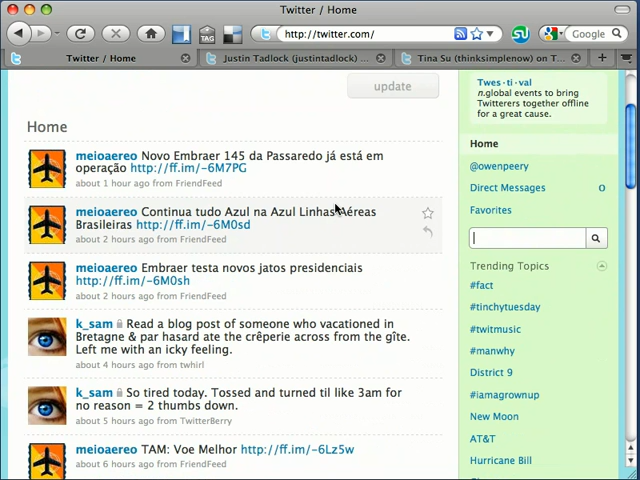 Twitter / Home
http://twitter.com/
TAG
Google
Twitter / Home
Justin Tadlock (justintadlock) ...
Tina Su (thinksimplenow) on T...
update
Home
meioaereo Novo Embraer 145 da Passaredo já está em
operação http://ff.im/-6M7PG
about 1 hour ago from FriendFeed
meioaereo Continua tudo Azul na Azul Linhas Aéreas
Brasileiras http://ff.im/-6M0sd
about 2 hours ago from FriendFeed
meioaereo Embraer testa novos jatos presidenciais
http://ff.im/-6M0sh
about 2 hours ago from FriendFeed
k_sam Read a blog post of someone who vacationed in
Bretagne & par hasard ate the crêperie across from the gîte.
Left me with an icky feeling.
about 4 hours ago from twhirl
k_sam So tired today. Tossed and turned til like 3am for
no reason = 2 thumbs down.
about 5 hours ago from TwitterBerry
meioaereo TAM: Voe Melhor http://ff.im/-6Lz5w
about 6 hours ago from FriendFeed
Twes·ti·val
n.global events to bring
Twitterers together offline
for a great cause.
Home
@owenpeery
Direct Messages 0
Favorites
Trending Topics
#fact
#tinchytuesday
#twitmusic
#manwhy
District 9
#iamagrownup
New Moon
AT&T
Hurricane Bill